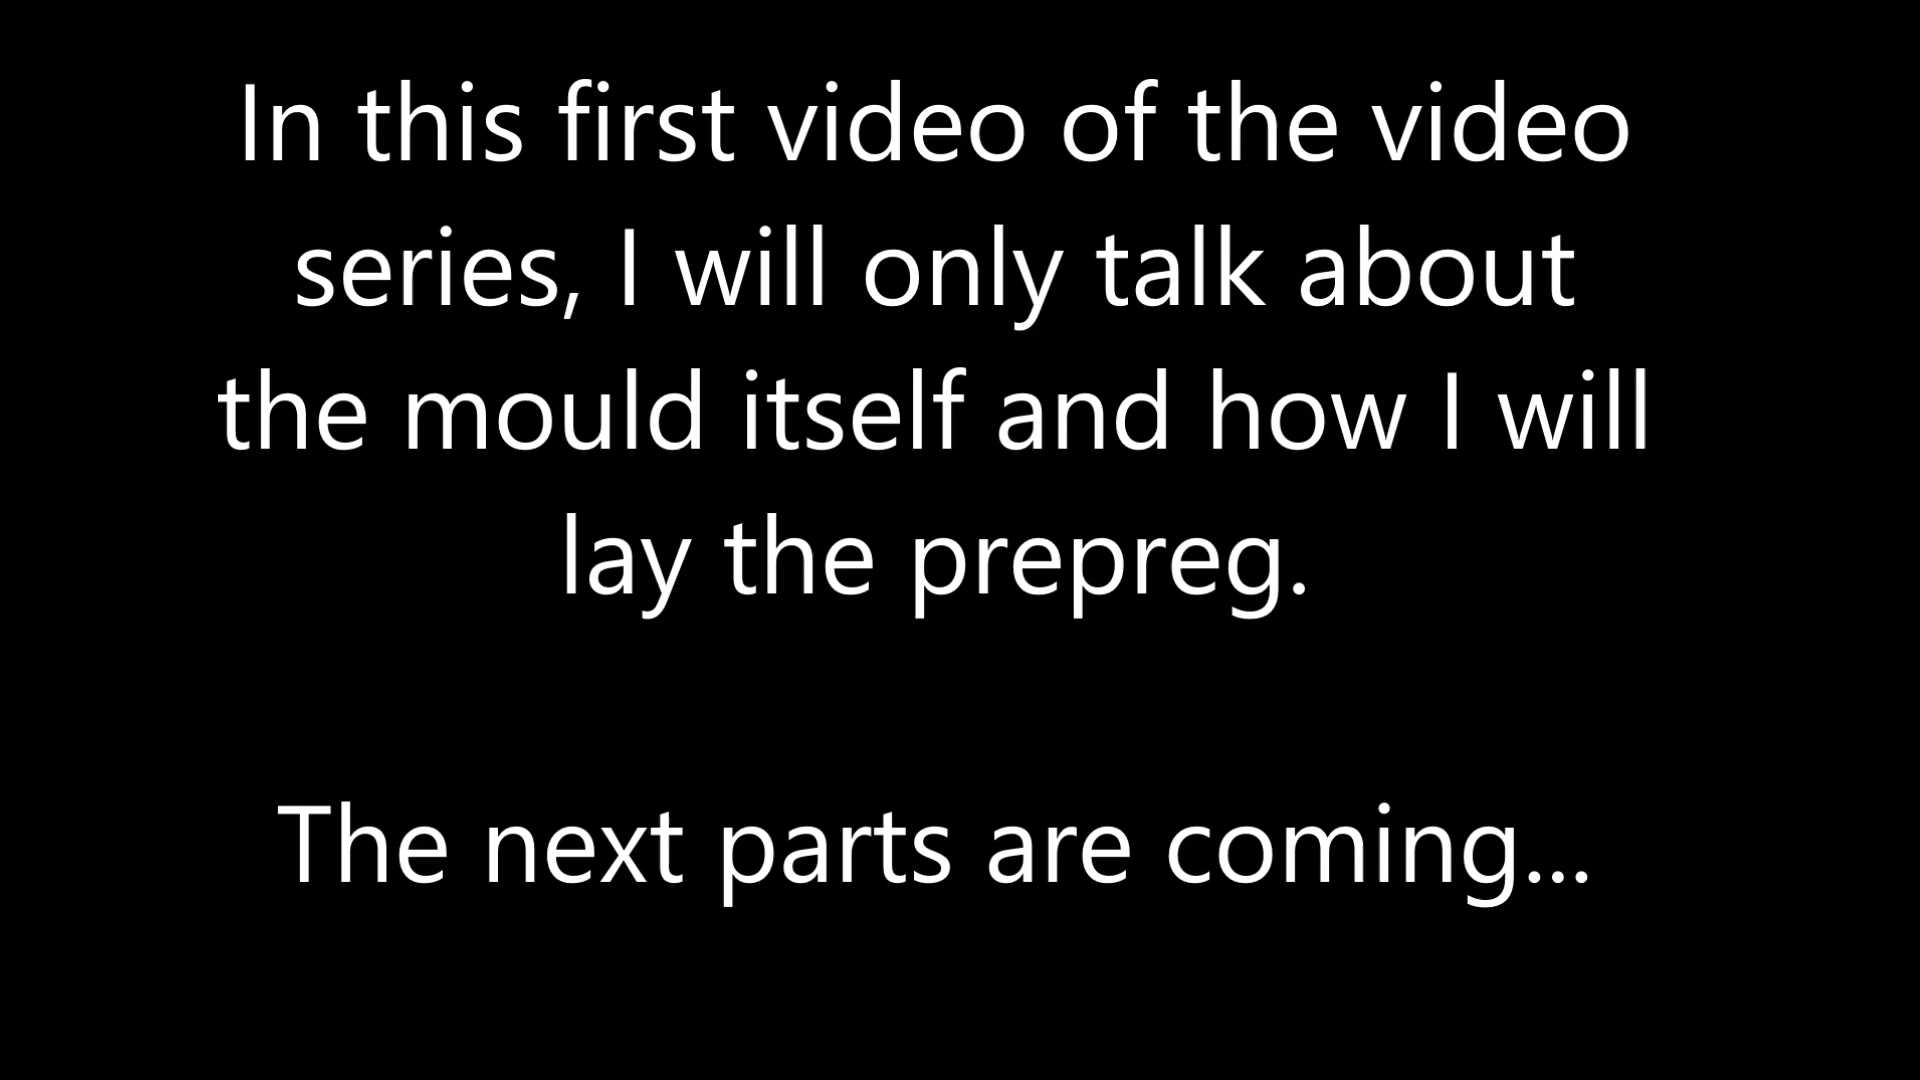 In this first video of the video
series, I will only talk about
the mould itself and how I will
lay the prepreg.
The next parts are coming...